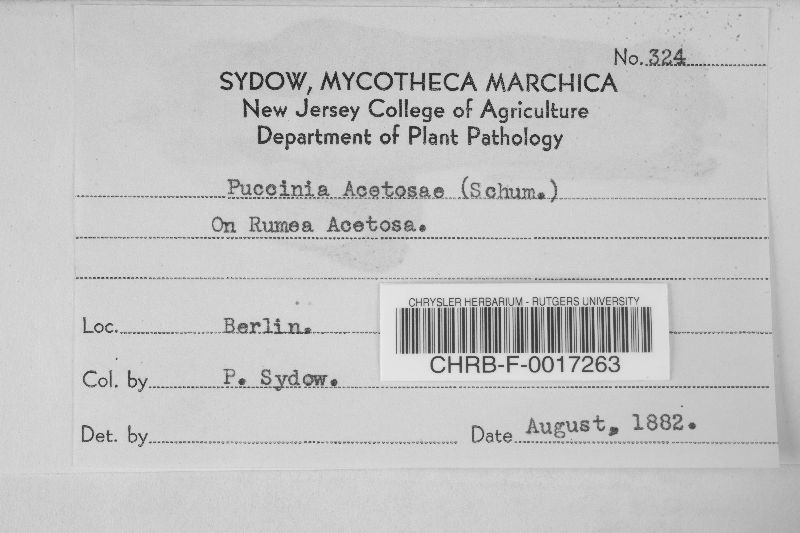 No. 324
SYDOW, MYCOTHECA MARCHICA
New Jersey College of Agriculture
Department of Plant Pathology
Puccinia Acetosae (Schum.)
On Rumea Acetosa.
CHRYSLER HERBARIUM - RUTGERS UNIVERSITY
Loc. Berlin.
CHRB-F-0017263
Col. by P. Sydow.
Det. by Date August, 1882.